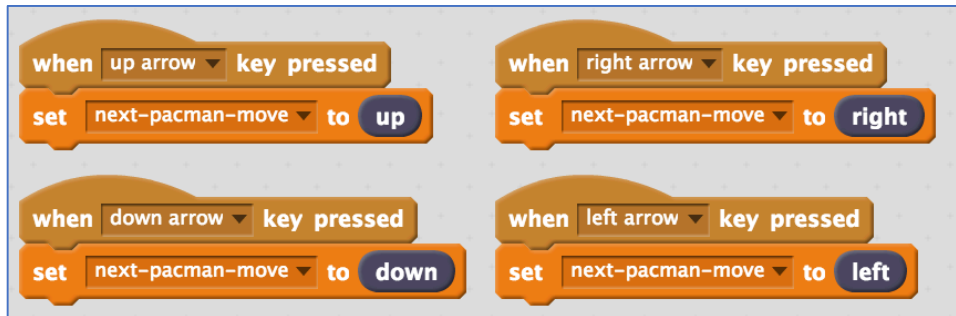 when up arrow key pressed
set next-pacman-move to up
when right arrow key pressed
set next-pacman-move to right
when down arrow key pressed
set next-pacman-move to down
when left arrow key pressed
set next-pacman-move to left